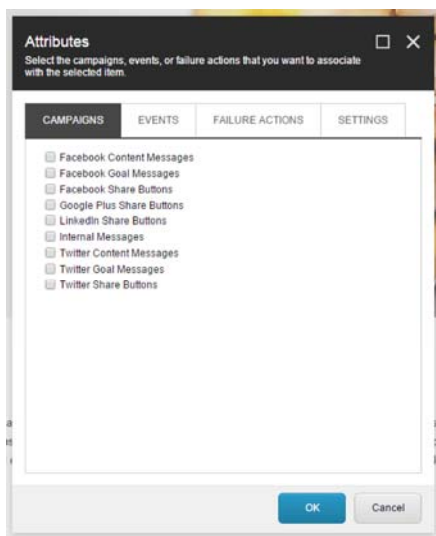 Attributes
Select the campaigns, events, or failure actions that you want to associate
with the selected item.
CAMPAIGNS EVENTS FAILURE ACTIONS SETTINGS
Facebook Content Messages
Facebook Goal Messages
Facebook Share Buttons
Google Plus Share Buttons
LinkedIn Share Buttons
Internal Messages
Twitter Content Messages
Twitter Goal Messages
Twitter Share Buttons
OK Cancel